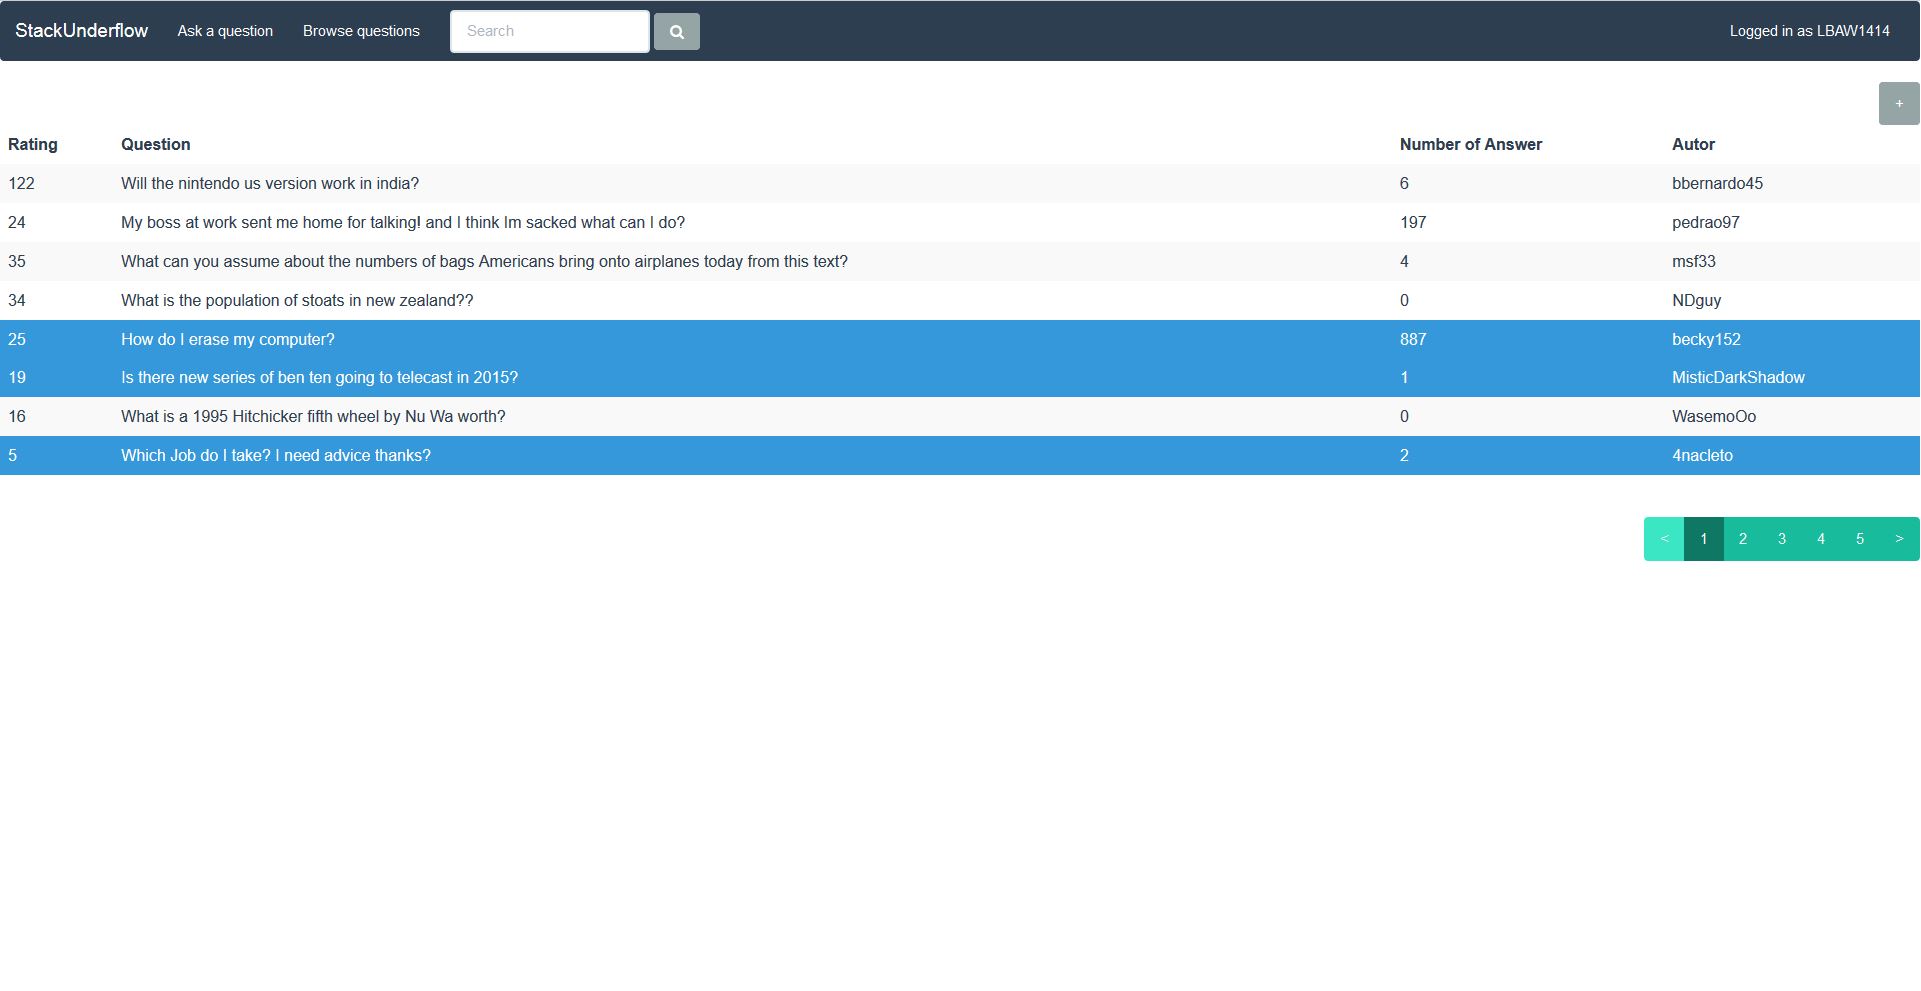 StackUnderflow Ask a question Browse questions Search Logged in as LBAW1414
+
Rating Question Number of Answer Autor
122 Will the nintendo us version work in india? 6 bbernardo45
24 My boss at work sent me home for talking! and I think Im sacked what can I do? 197 pedrao97
35 What can you assume about the numbers of bags Americans bring onto airplanes today from this text? 4 msf33
34 What is the population of stoats in new zealand?? 0 NDguy
25 How do I erase my computer? 887 becky152
19 Is there new series of ben ten going to telecast in 2015? 1 MisticDarkShadow
16 What is a 1995 Hitchicker fifth wheel by Nu Wa worth? 0 WasemoOo
5 Which Job do I take? I need advice thanks? 2 4nacleto
< 1 2 3 4 5 >